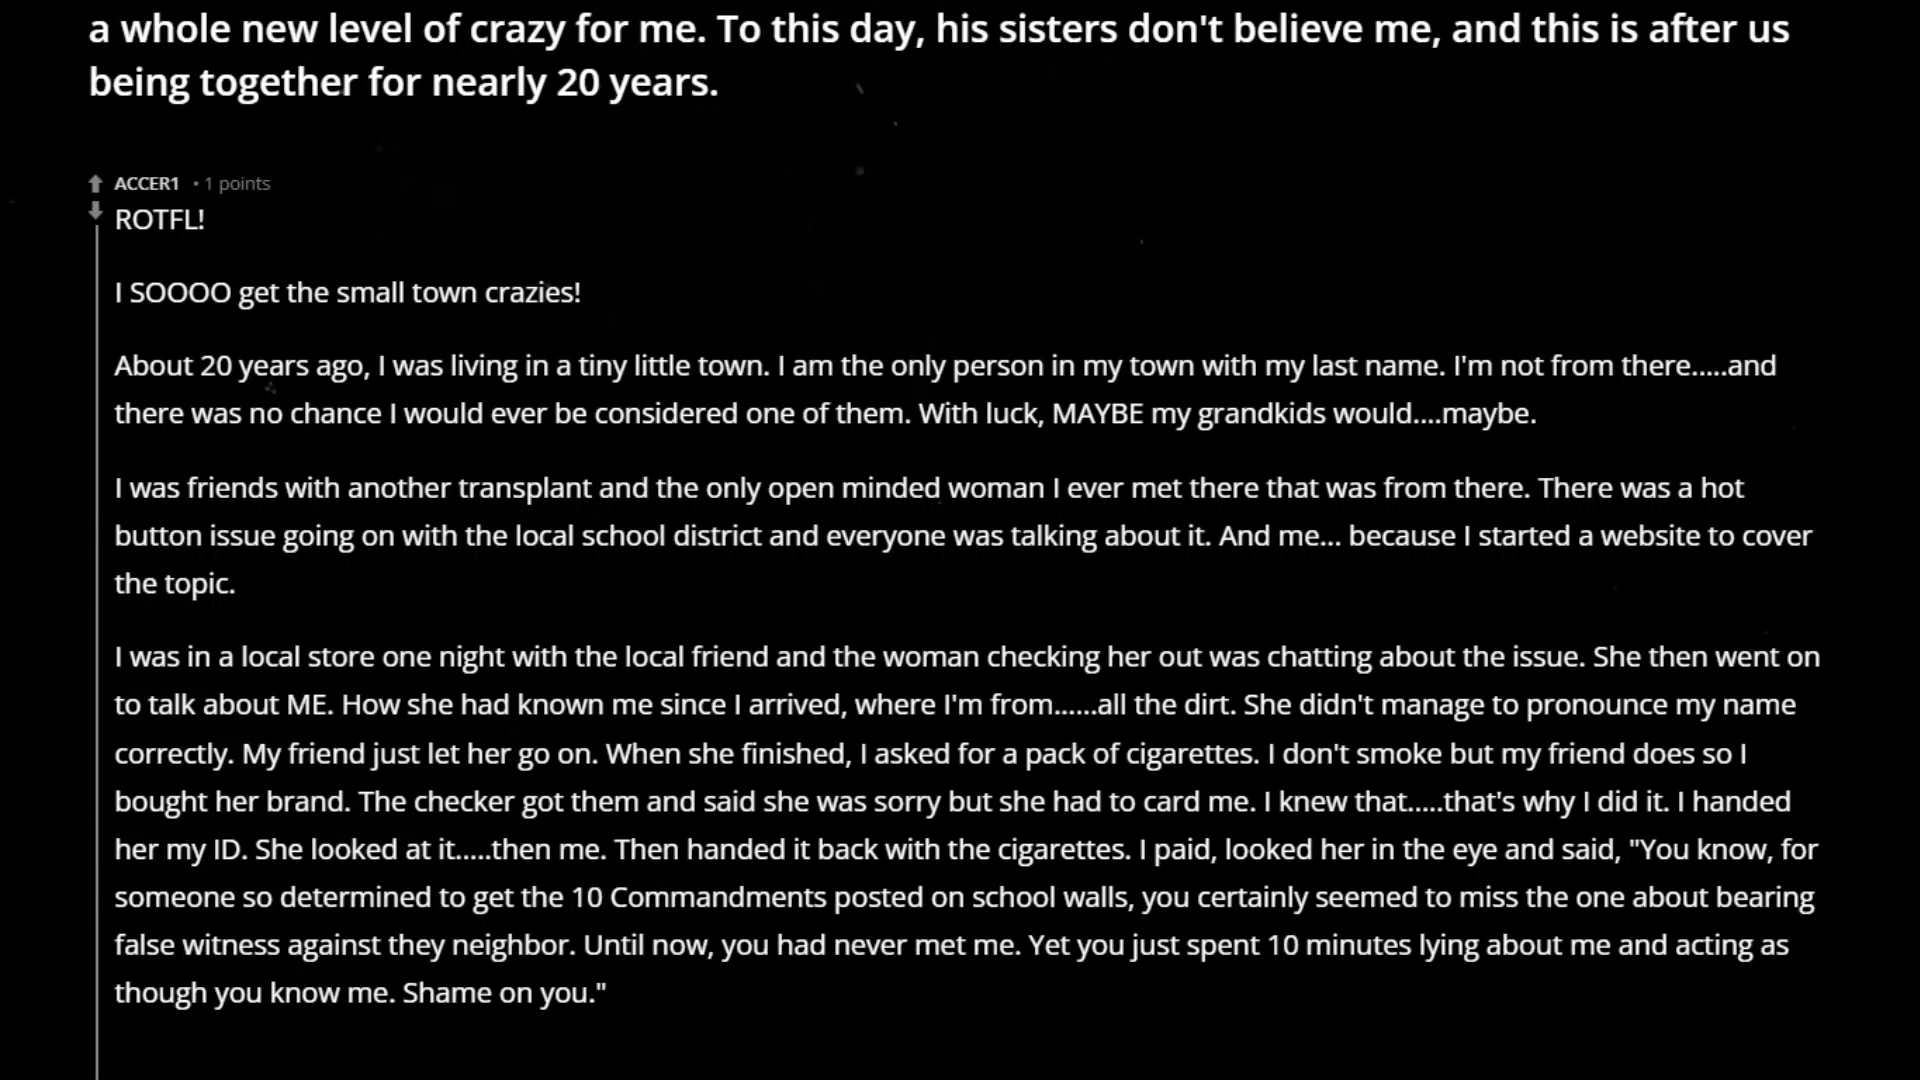 a whole new level of crazy for me. To this day, his sisters don't believe me, and this is after us
being together for nearly 20 years.
ACCER1 • 1 points
ROTFL!
I SOOOO get the small town crazies!
About 20 years ago, I was living in a tiny little town. I am the only person in my town with my last name. I'm not from there.....and
there was no chance I would ever be considered one of them. With luck, MAYBE my grandkids would....maybe.
I was friends with another transplant and the only open minded woman I ever met there that was from there. There was a hot
button issue going on with the local school district and everyone was talking about it. And me... because I started a website to cover
the topic.
I was in a local store one night with the local friend and the woman checking her out was chatting about the issue. She then went on
to talk about ME. How she had known me since I arrived, where I'm from......all the dirt. She didn't manage to pronounce my name
correctly. My friend just let her go on. When she finished, I asked for a pack of cigarettes. I don't smoke but my friend does so I
bought her brand. The checker got them and said she was sorry but she had to card me. I knew that.....that's why I did it. I handed
her my ID. She looked at it.....then me. Then handed it back with the cigarettes. I paid, looked her in the eye and said, "You know, for
someone so determined to get the 10 Commandments posted on school walls, you certainly seemed to miss the one about bearing
false witness against they neighbor. Until now, you had never met me. Yet you just spent 10 minutes lying about me and acting as
though you know me. Shame on you."